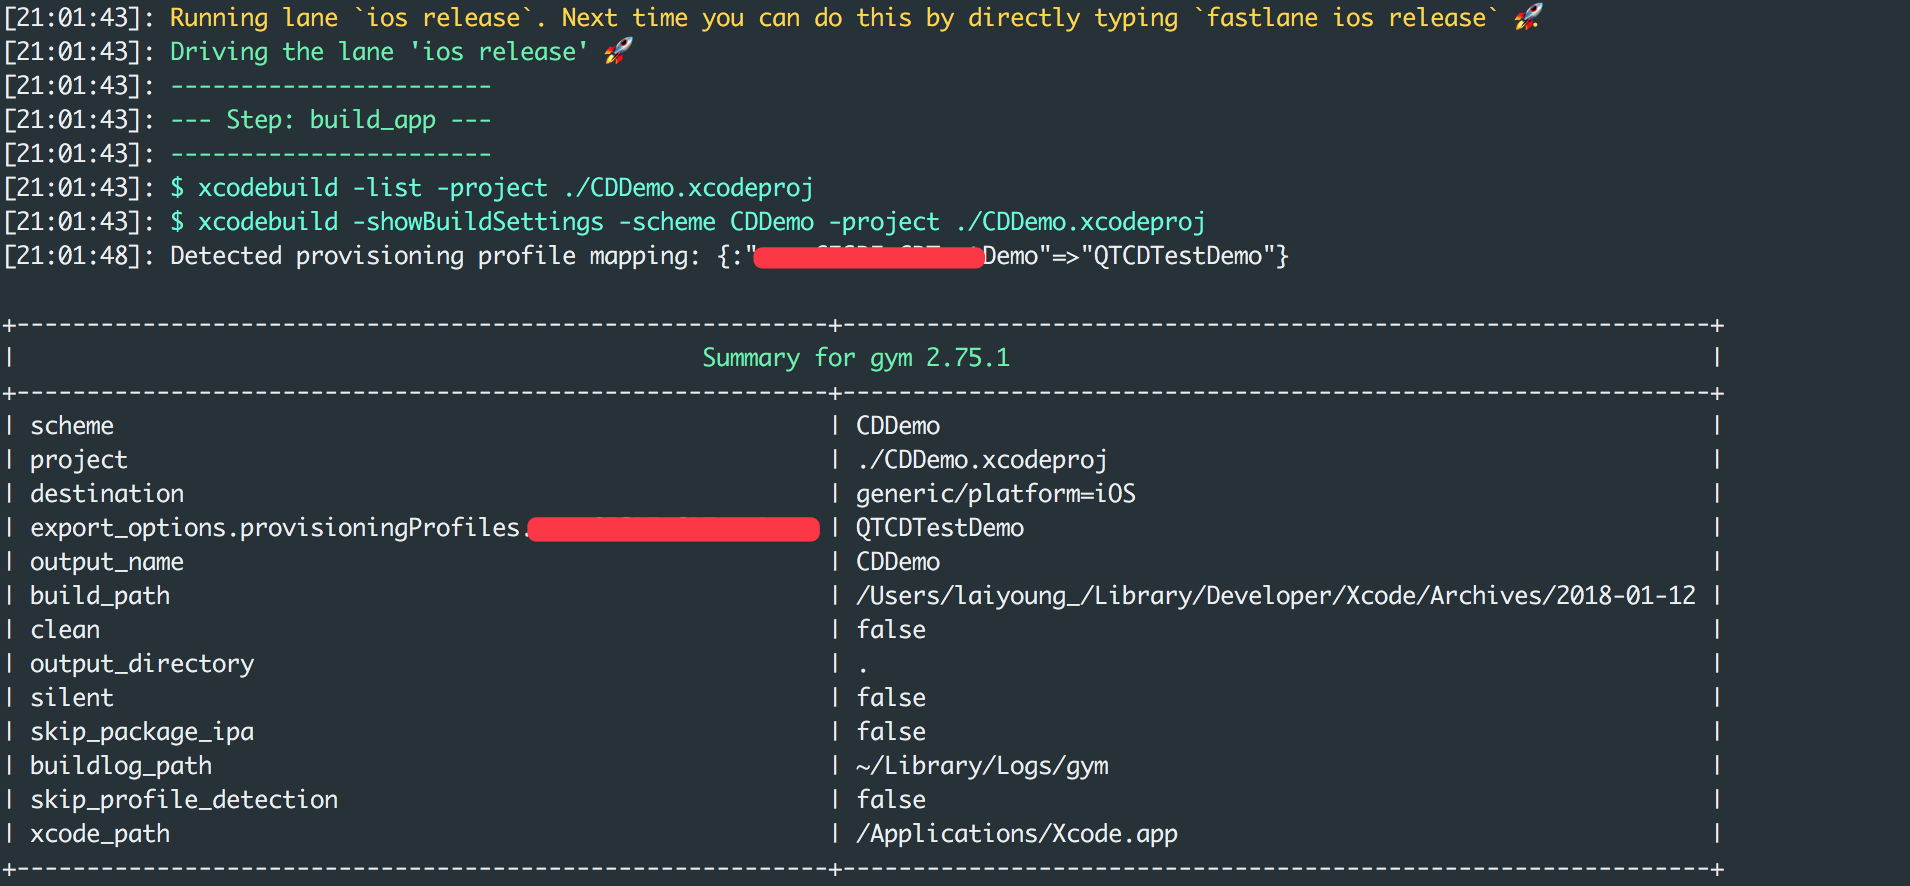 [21:01:43]: Running lane `ios release`. Next time you can do this by directly typing `fastlane ios release` 🚀
[21:01:43]: Driving the lane 'ios release' 🚀
[21:01:43]: -----------------------
[21:01:43]: --- Step: build_app ---
[21:01:43]: -----------------------
[21:01:43]: $ xcodebuild -list -project ./CDDemo.xcodeproj
[21:01:43]: $ xcodebuild -showBuildSettings -scheme CDDemo -project ./CDDemo.xcodeproj
[21:01:48]: Detected provisioning profile mapping: {:" Demo"=>"QTCDTestDemo"}
Summary for gym 2.75.1
| scheme | CDDemo |
| project | ./CDDemo.xcodeproj |
| destination | generic/platform=iOS |
| export_options.provisioningProfiles. | QTCDTestDemo |
| output_name | CDDemo |
| build_path | /Users/laiyoung_/Library/Developer/Xcode/Archives/2018-01-12 |
| clean | false |
| output_directory | . |
| silent | false |
| skip_package_ipa | false |
| buildlog_path | ~/Library/Logs/gym |
| skip_profile_detection | false |
| xcode_path | /Applications/Xcode.app |